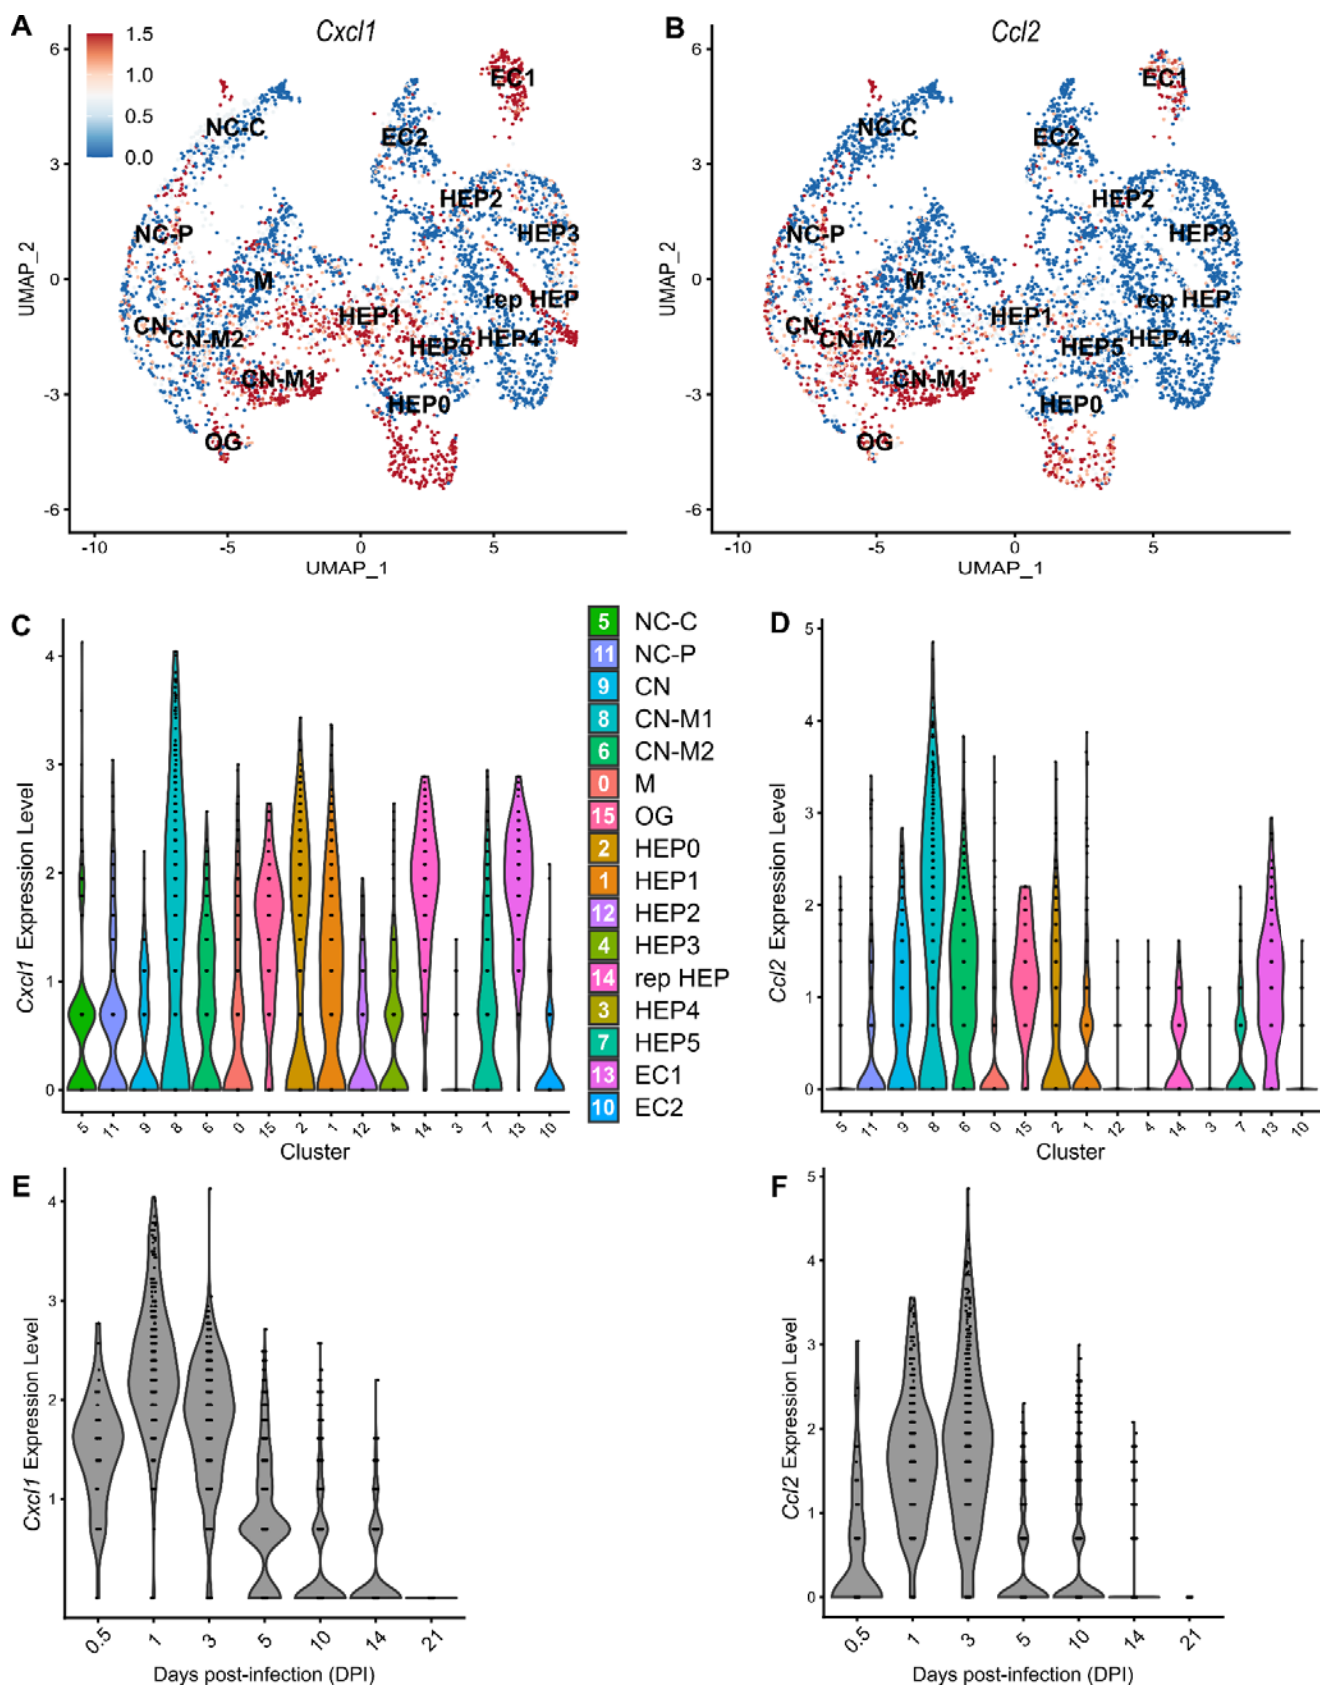 A
Cxcl1
1.5
1.0
0.5
0.0
6
3
0
-3
-6
UMAP_2
-10
-5
0
5
UMAP_1
NC-C
EC1
EC2
HEP2
NC-P
HEP3
M
rep HEP
HEP1
CN
CN-M2
HEP4
HEP5
CN-M1
HEP0
OG
B
Ccl2
6
3
0
-3
-6
UMAP_2
-10
-5
0
5
UMAP_1
EC1
NC-C
EC2
HEP2
NC-P
HEP3
M
rep HEP
HEP1
CN
CN-M2
HEP4
HEP5
CN-M1
HEP0
OG
C
Cxcl1 Expression Level
4
3
2
1
0
5 11 9 8 6 0 15 2 1 12 4 14 3 7 13 10
Cluster
5 NC-C
11 NC-P
9 CN
8 CN-M1
6 CN-M2
0 M
15 OG
2 HEP0
1 HEP1
12 HEP2
4 HEP3
14 rep HEP
3 HEP4
7 HEP5
13 EC1
10 EC2
D
Ccl2 Expression Level
5
4
3
2
1
0
5 11 9 8 6 0 15 2 1 12 4 14 3 7 13 10
Cluster
E
Cxcl1 Expression Level
4
3
2
1
0.5 1 3 5 10 14 21
Days post-infection (DPI)
F
Ccl2 Expression Level
5
4
3
2
1
0
0.5 1 3 5 10 14 21
Days post-infection (DPI)